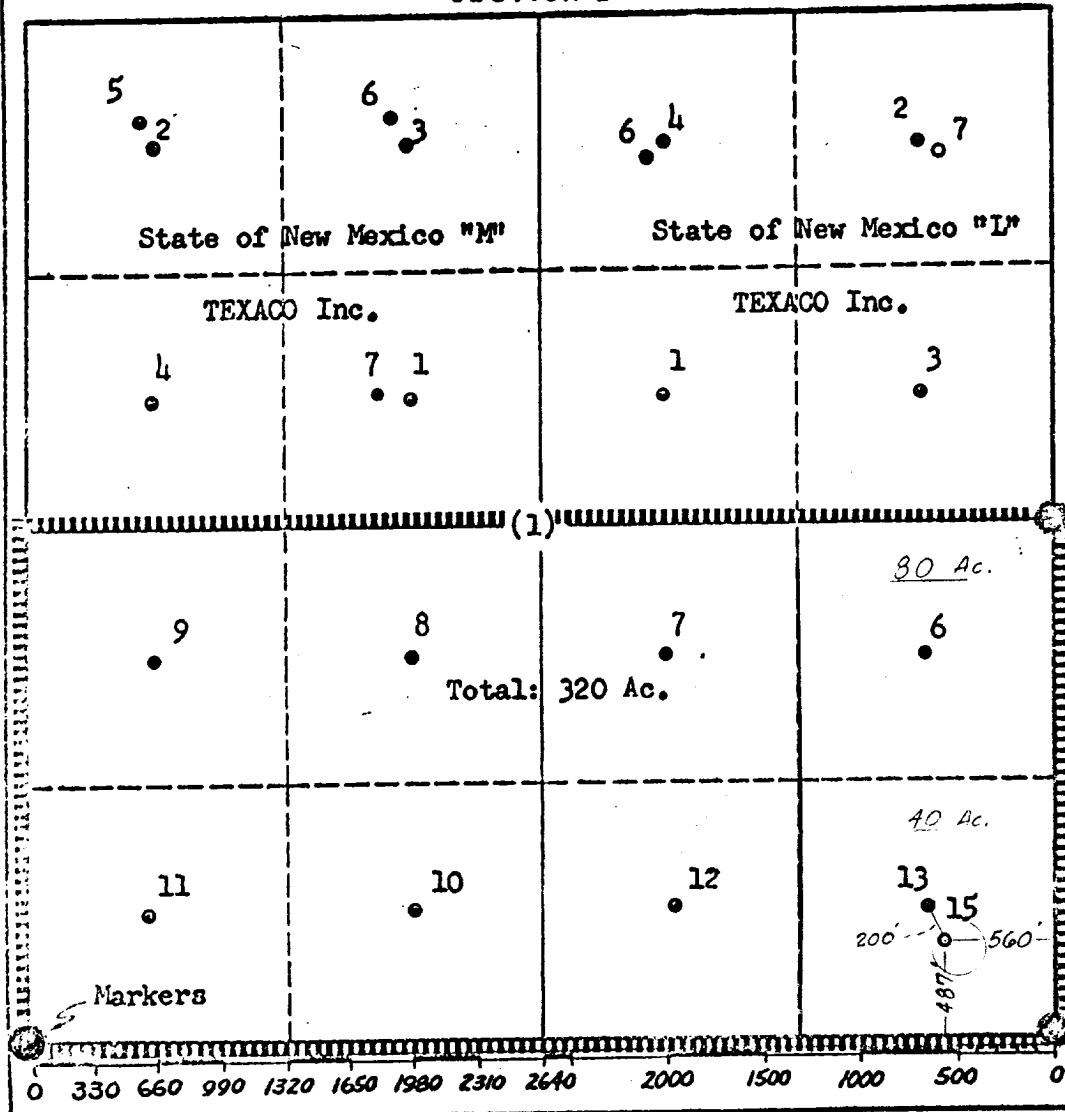 5 6 6 4 2 7
2 3
State of New Mexico "M" State of New Mexico "L"
TEXACO Inc. TEXACO Inc.
4 7 1 1 3
(1)
80 Ac.
9 8 7 6
Total: 320 Ac.
40 Ac.
11 10 12 13 15
200' 560'
487'
Markers
0 330 660 990 1320 1650 1980 2310 2640 2000 1500 1000 500 0